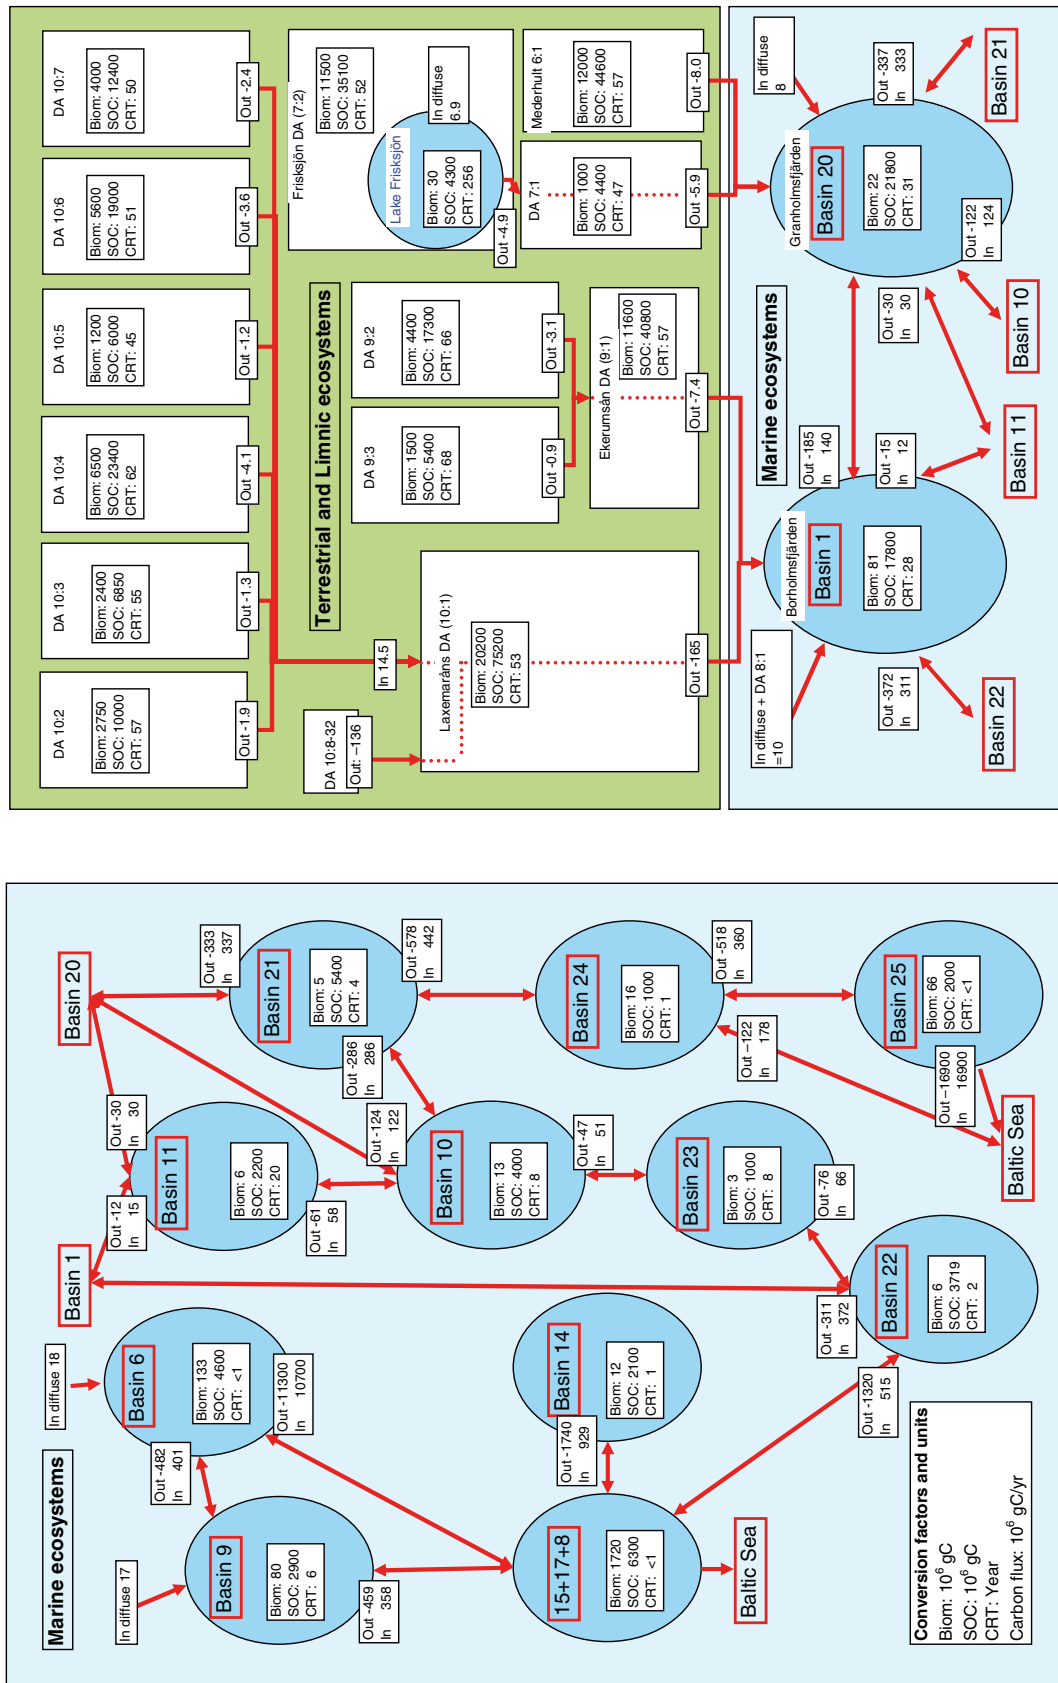 DA 10:2
Biom: 2750
SOC: 10000
CRT: 57
Out -1.9
DA 10:3
Biom: 2400
SOC: 6850
CRT: 55
Out -1.3
DA 10:4
Biom: 6500
SOC: 23400
CRT: 62
Out -4.1
DA 10:5
Biom: 1200
SOC: 6000
CRT: 45
Out -1.2
DA 10:6
Biom: 5600
SOC: 19000
CRT: 51
Out -3.6
DA 10:7
Biom: 4000
SOC: 12400
CRT: 50
Out -2.4
Terrestrial and Limnic ecosystems
In 14.5
DA 10:8-32
Out: –136
Laxemaråns DA (10:1)
Biom: 20200
SOC: 75200
CRT: 53
Out -165
DA 9:3
Biom: 1500
SOC: 5400
CRT: 68
Out -0.9
DA 9:2
Biom: 4400
SOC: 17300
CRT: 66
Out -3.1
Ekerumsån DA (9:1)
Biom: 11600
SOC: 40800
CRT: 57
Out -7.4
Frisksjön DA (7:2)
Biom: 11500
SOC: 35100
CRT: 52
Lake Frisksjön
Biom: 30
SOC: 4300
CRT: 256
In diffuse
6.9
Out -4.9
DA 7:1
Biom: 1000
SOC: 4400
CRT: 47
Out -5.9
Mederhult 6:1
Biom: 12000
SOC: 44600
CRT: 57
Out -8.0
Marine ecosystems
In diffuse + DA 8:1
=10
Borholmsfjärden
Basin 1
Biom: 81
SOC: 17800
CRT: 28
Out -185
In 140
Out -15
In 12
Out -372
In 311
Basin 22
Basin 11
Granholmsfjärden
Basin 20
Biom: 22
SOC: 21800
CRT: 31
In diffuse
8
Out -337
In 333
Out -122
In 124
Out -30
In 30
Basin 10
Basin 21
Marine ecosystems
In diffuse 17
In diffuse 18
Basin 1
Basin 20
Basin 9
Biom: 80
SOC: 2900
CRT: 6
Out -482
In 401
Out -459
In 358
Basin 6
Biom: 133
SOC: 4600
CRT: <1
Out -11300
In 10700
Out -12
In 15
Out -30
In 30
Basin 11
Biom: 6
SOC: 2200
CRT: 20
Out -61
In 58
Out -333
In 337
Basin 21
Biom: 5
SOC: 5400
CRT: 4
Out -286
In 286
Out -578
In 442
Out -124
In 122
Basin 10
Biom: 13
SOC: 4000
CRT: 8
Out -47
In 51
15+17+8
Biom: 1720
SOC: 6300
CRT: <1
Out -1740
In 929
Basin 14
Biom: 12
SOC: 2100
CRT: 1
Basin 23
Biom: 3
SOC: 1000
CRT: 8
Out -76
In 66
Basin 24
Biom: 16
SOC: 1000
CRT: 1
Out –122
In 178
Out -518
In 360
Baltic Sea
Out -311
In 372
Out -1320
In 515
Basin 22
Biom: 6
SOC: 3719
CRT: 2
Baltic Sea
Out –16900
In 16900
Basin 25
Biom: 66
SOC: 2000
CRT: <1
Conversion factors and units
Biom: 10⁶ gC
SOC: 10⁶ gC
CRT: Year
Carbon flux: 10⁶ gC/yr